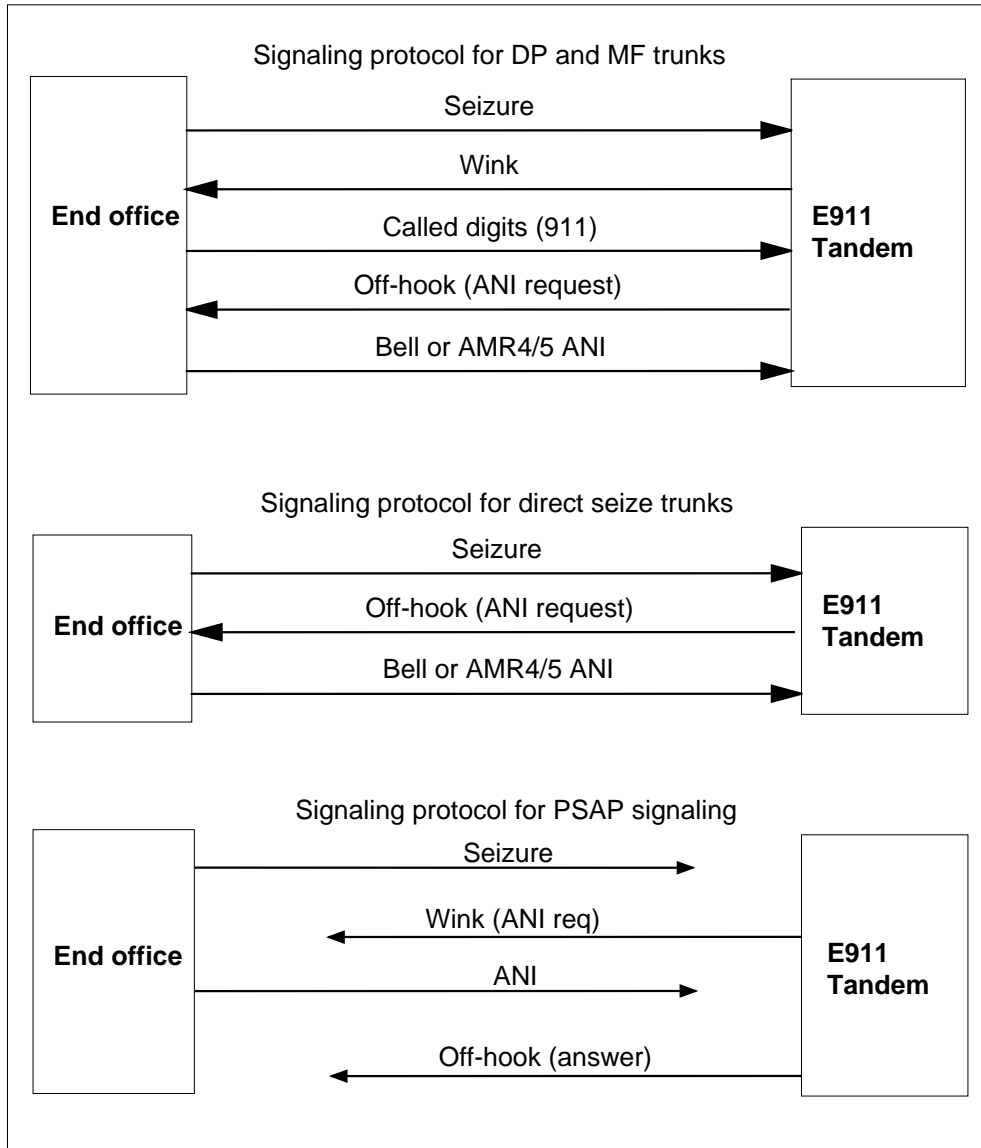 Signaling protocol for DP and MF trunks
Seizure
Wink
End office
E911
Tandem
Called digits (911)
Off-hook (ANI request)
Bell or AMR4/5 ANI
Signaling protocol for direct seize trunks
Seizure
Off-hook (ANI request)
End office
E911
Tandem
Bell or AMR4/5 ANI
Signaling protocol for PSAP signaling
Seizure
Wink (ANI req)
End office
E911
Tandem
ANI
Off-hook (answer)